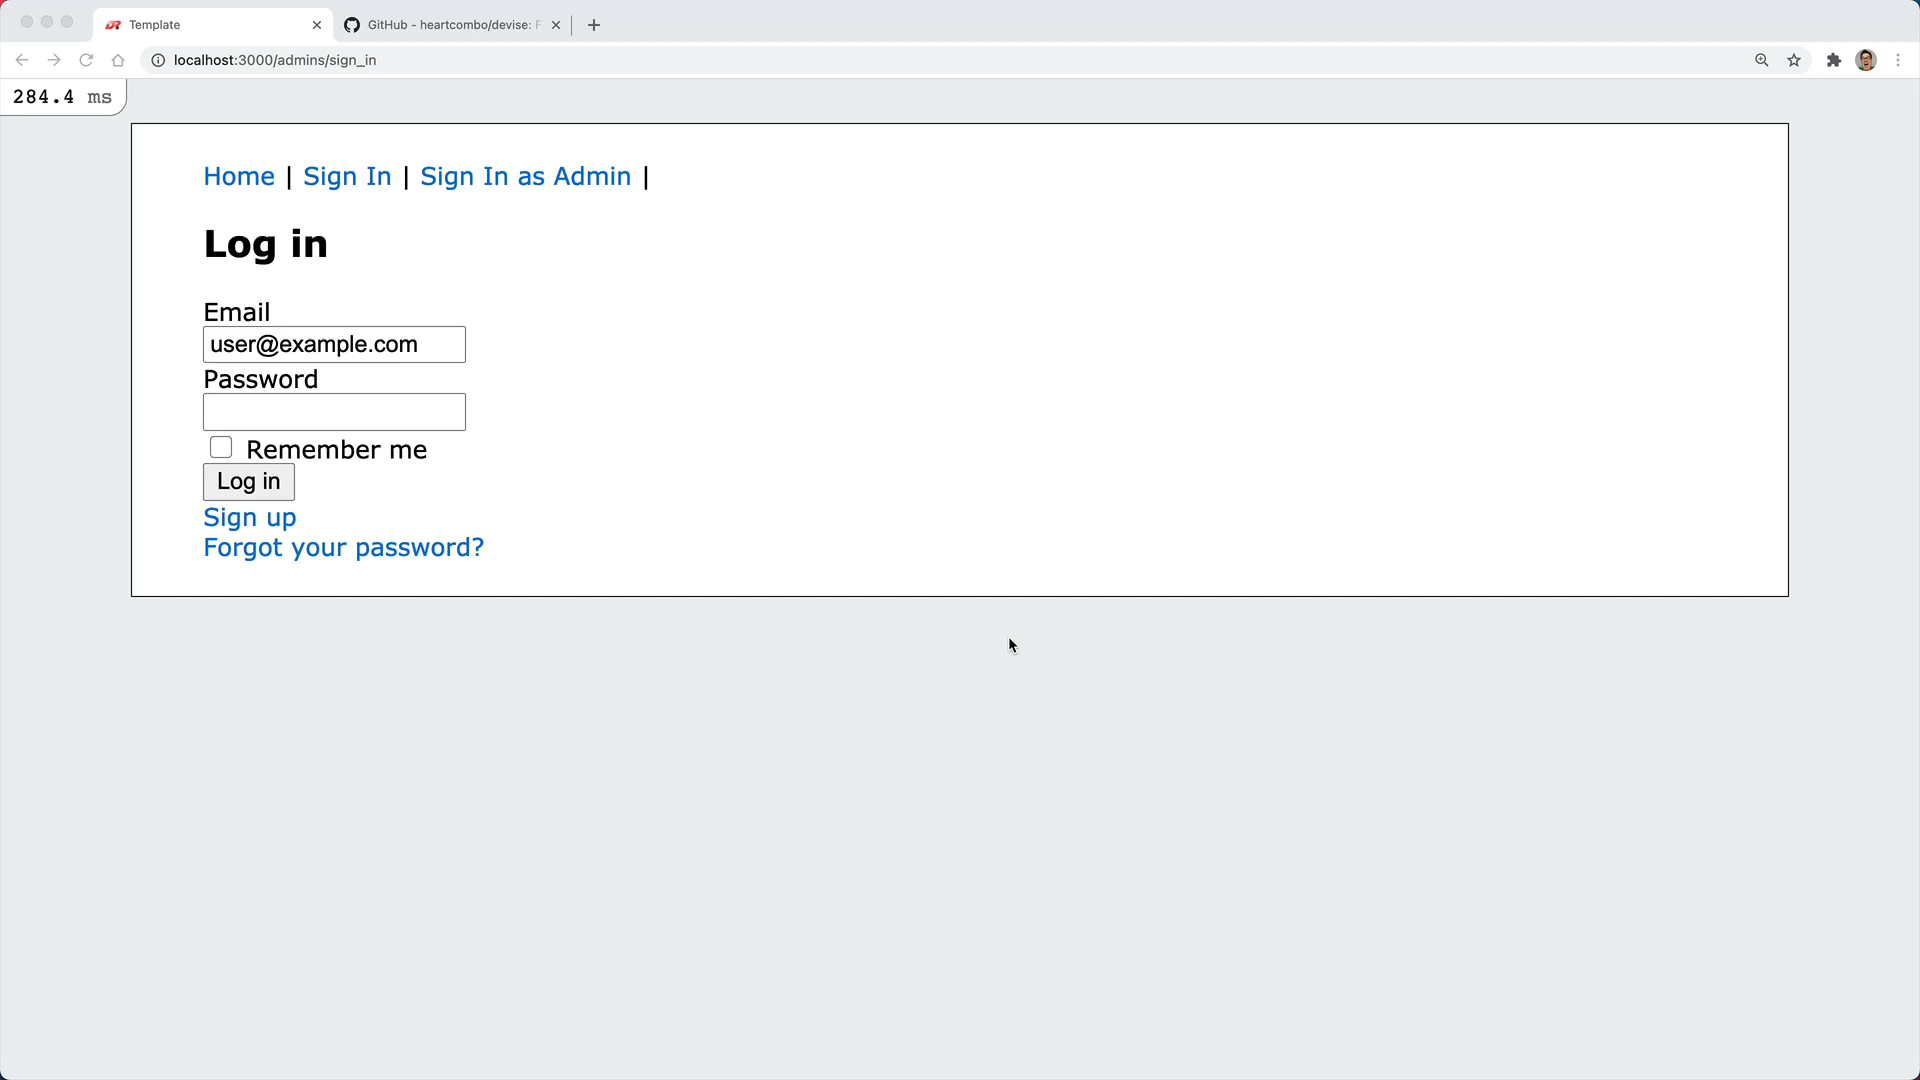 Template
GitHub - heartcombo/devise: F
localhost:3000/admins/sign_in
284.4 ms
Home | Sign In | Sign In as Admin |
Log in
Email
user@example.com
Password
Remember me
Log in
Sign up
Forgot your password?